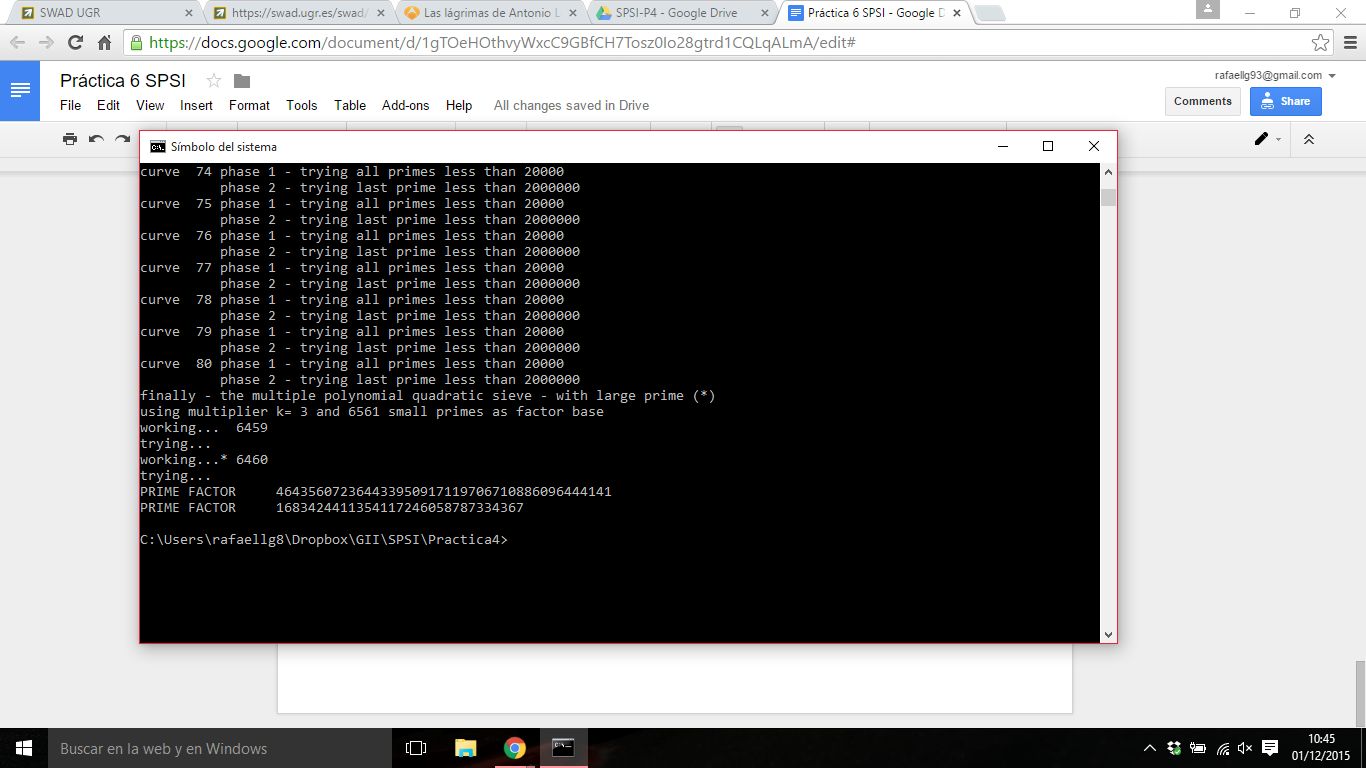 SWAD UGR
https://swad.ugr.es/swad/
Las lágrimas de Antonio L
SPSI-P4 - Google Drive
Práctica 6 SPSI - Google D
https://docs.google.com/document/d/1gTOeHOthvyWxcC9GBfCH7Tosz0Io28gtrd1CQLqALmA/edit#
Práctica 6 SPSI
rafaellg93@gmail.com
File Edit View Insert Format Tools Table Add-ons Help All changes saved in Drive
Comments
Share
Símbolo del sistema
curve 74 phase 1 - trying all primes less than 20000
phase 2 - trying last prime less than 2000000
curve 75 phase 1 - trying all primes less than 20000
phase 2 - trying last prime less than 2000000
curve 76 phase 1 - trying all primes less than 20000
phase 2 - trying last prime less than 2000000
curve 77 phase 1 - trying all primes less than 20000
phase 2 - trying last prime less than 2000000
curve 78 phase 1 - trying all primes less than 20000
phase 2 - trying last prime less than 2000000
curve 79 phase 1 - trying all primes less than 20000
phase 2 - trying last prime less than 2000000
curve 80 phase 1 - trying all primes less than 20000
phase 2 - trying last prime less than 2000000
finally - the multiple polynomial quadratic sieve - with large prime (*)
using multiplier k= 3 and 6561 small primes as factor base
working... 6459
trying...
working...* 6460
trying...
PRIME FACTOR 464356072364433950917119706710886096444141
PRIME FACTOR 1683424411354117246058787334367
C:\Users\rafaellg8\Dropbox\GII\SPSI\Practica4>
Buscar en la web y en Windows
10:45
01/12/2015